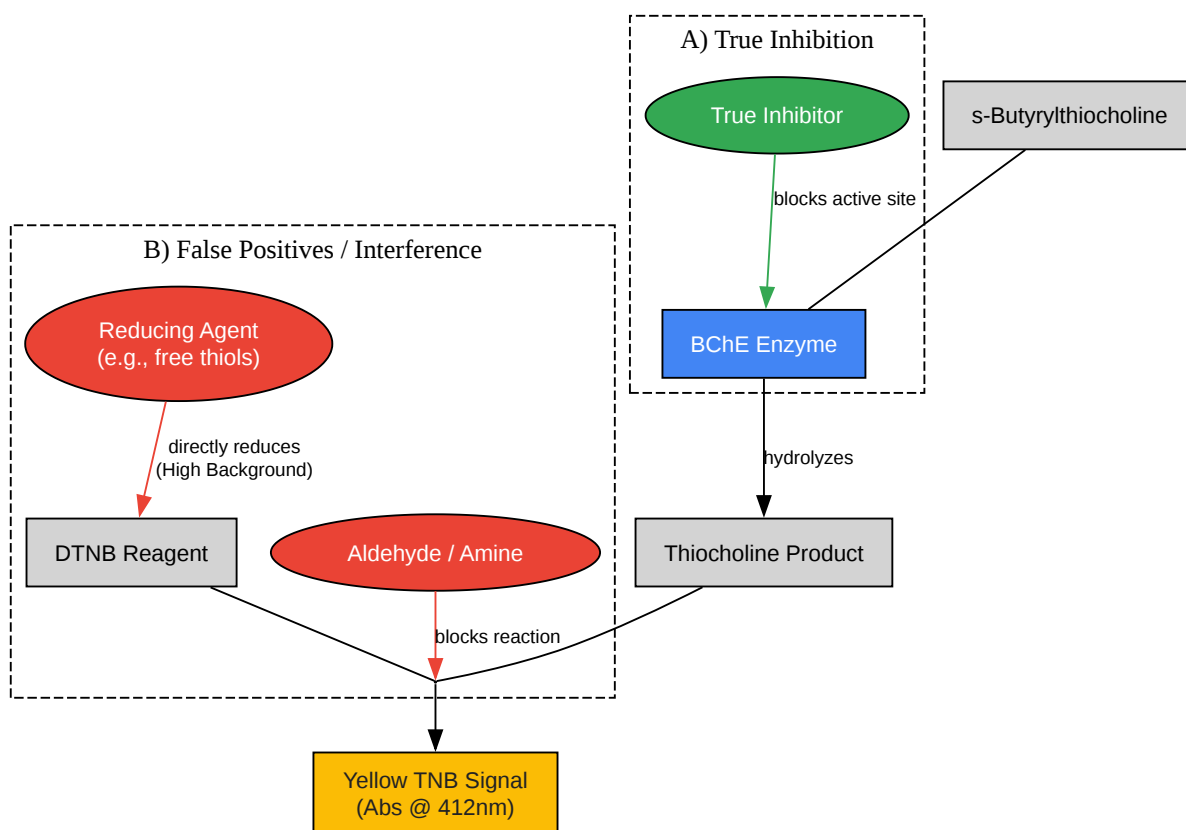 A) True Inhibition
True Inhibitor
s-Butyrylthiocholine
blocks active site
B) False Positives / Interference
Reducing Agent
(e.g., free thiols)
BChE Enzyme
directly reduces
(High Background)
hydrolyzes
DTNB Reagent
Aldehyde / Amine
Thiocholine Product
blocks reaction
Yellow TNB Signal
(Abs @ 412nm)